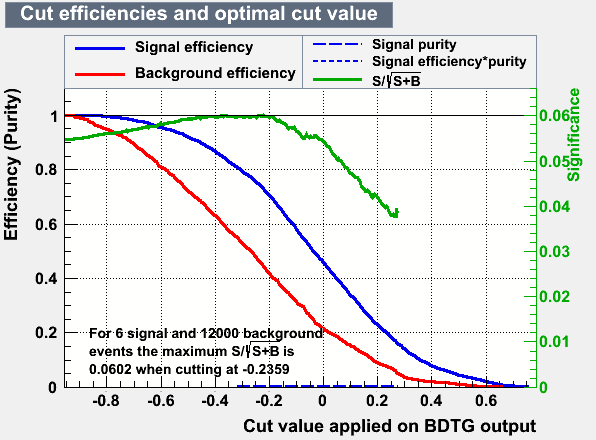 Cut efficiencies and optimal cut value
Signal efficiency
Background efficiency
Signal purity
Signal efficiency*purity
S/√S+B
Efficiency (Purity)
1
0.8
0.6
0.4
0.2
0
Significance
0.06
0.05
0.04
0.03
0.02
0.01
0
For 6 signal and 12000 background
events the maximum S/√S+B is
0.0602 when cutting at -0.2359
-0.8 -0.6 -0.4 -0.2 0 0.2 0.4 0.6
Cut value applied on BDTG output